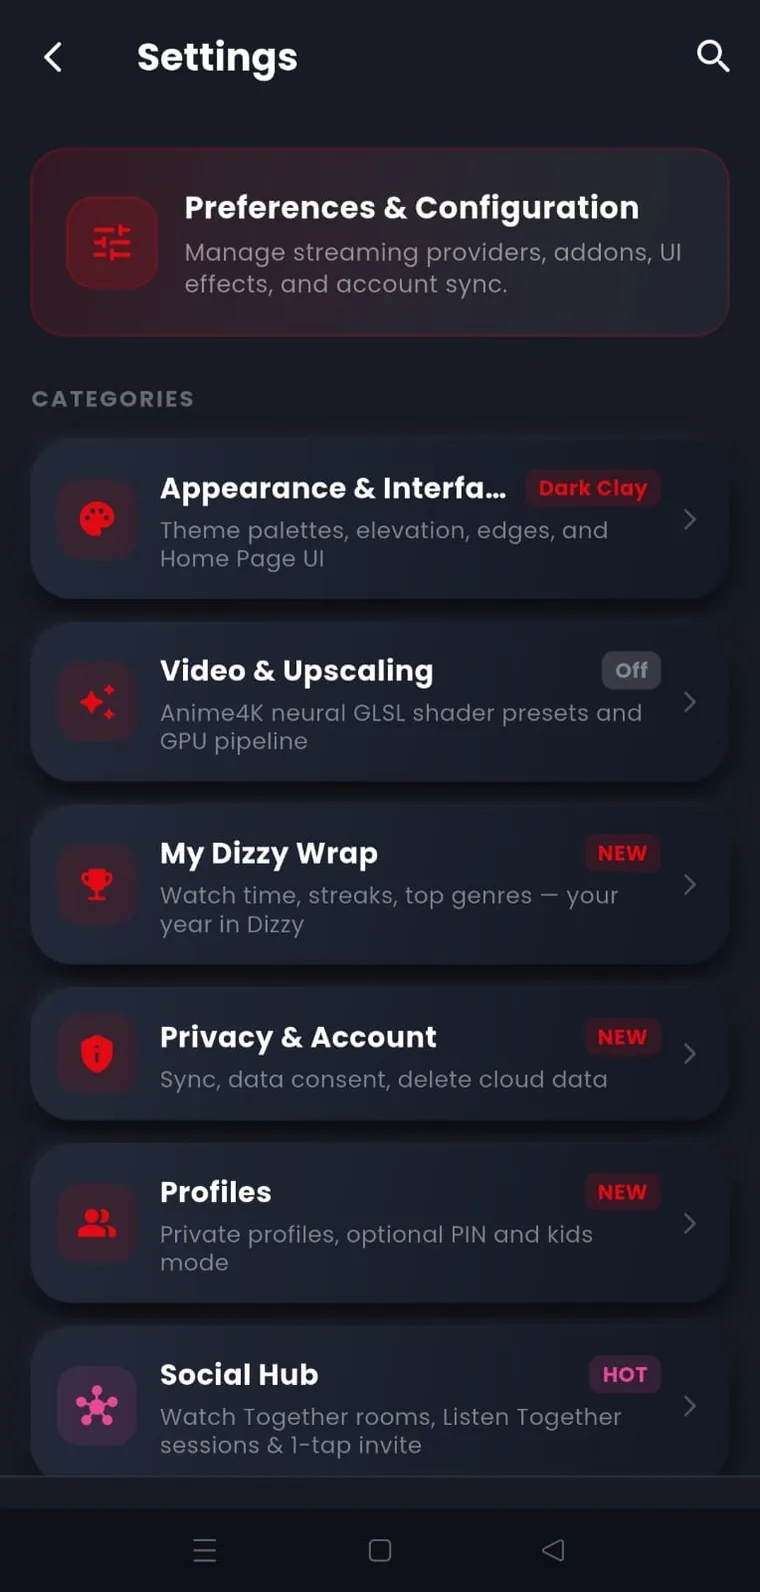 Settings
Preferences & Configuration
Manage streaming providers, addons, UI
effects, and account sync.
CATEGORIES
Appearance & Interfa... Dark Clay
Theme palettes, elevation, edges, and
Home Page UI
Video & Upscaling Off
Anime4K neural GLSL shader presets and
GPU pipeline
My Dizzy Wrap NEW
Watch time, streaks, top genres — your
year in Dizzy
Privacy & Account NEW
Sync, data consent, delete cloud data
Profiles NEW
Private profiles, optional PIN and kids
mode
Social Hub HOT
Watch Together rooms, Listen Together
sessions & 1-tap invite